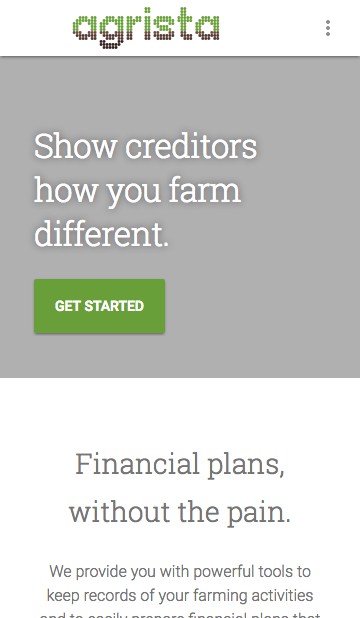 agrista
Show creditors
how you farm
different.
GET STARTED
Financial plans,
without the pain.
We provide you with powerful tools to
keep records of your farming activities
and to easily prepare financial plans that